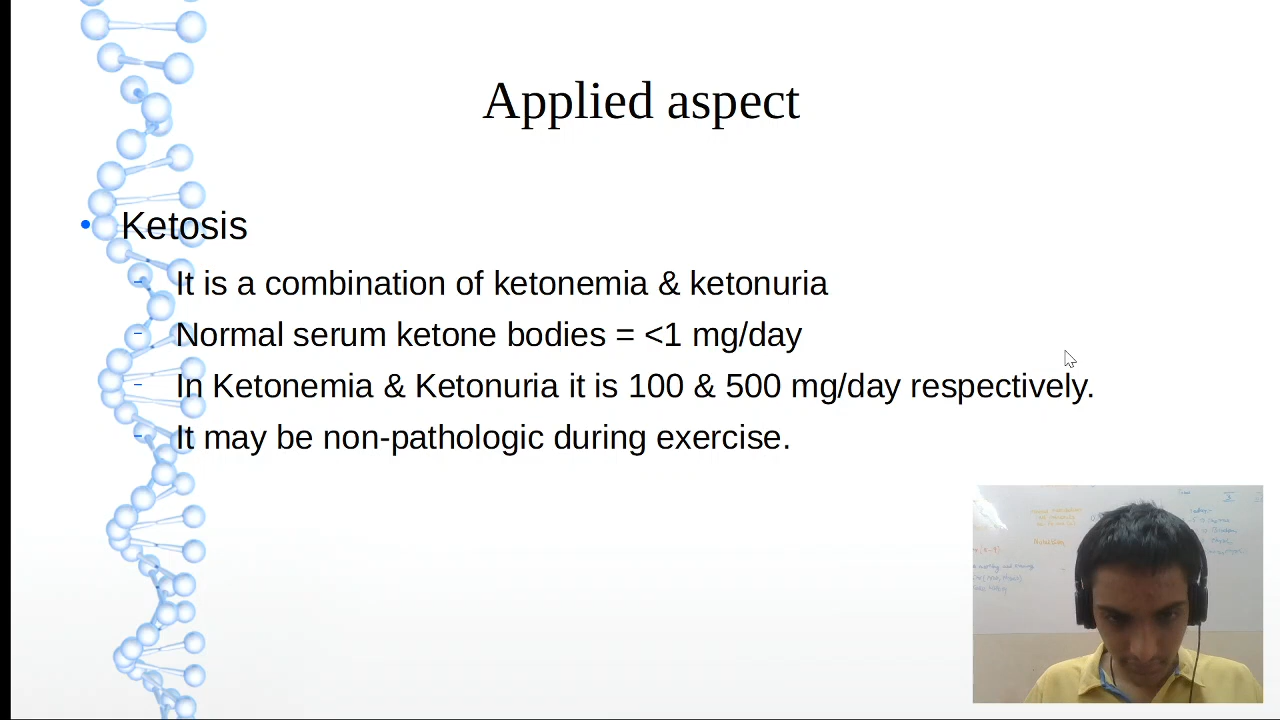 Applied aspect
• Ketosis
– It is a combination of ketonemia & ketonuria
– Normal serum ketone bodies = <1 mg/day
– In Ketonemia & Ketonuria it is 100 & 500 mg/day respectively.
– It may be non-pathologic during exercise.